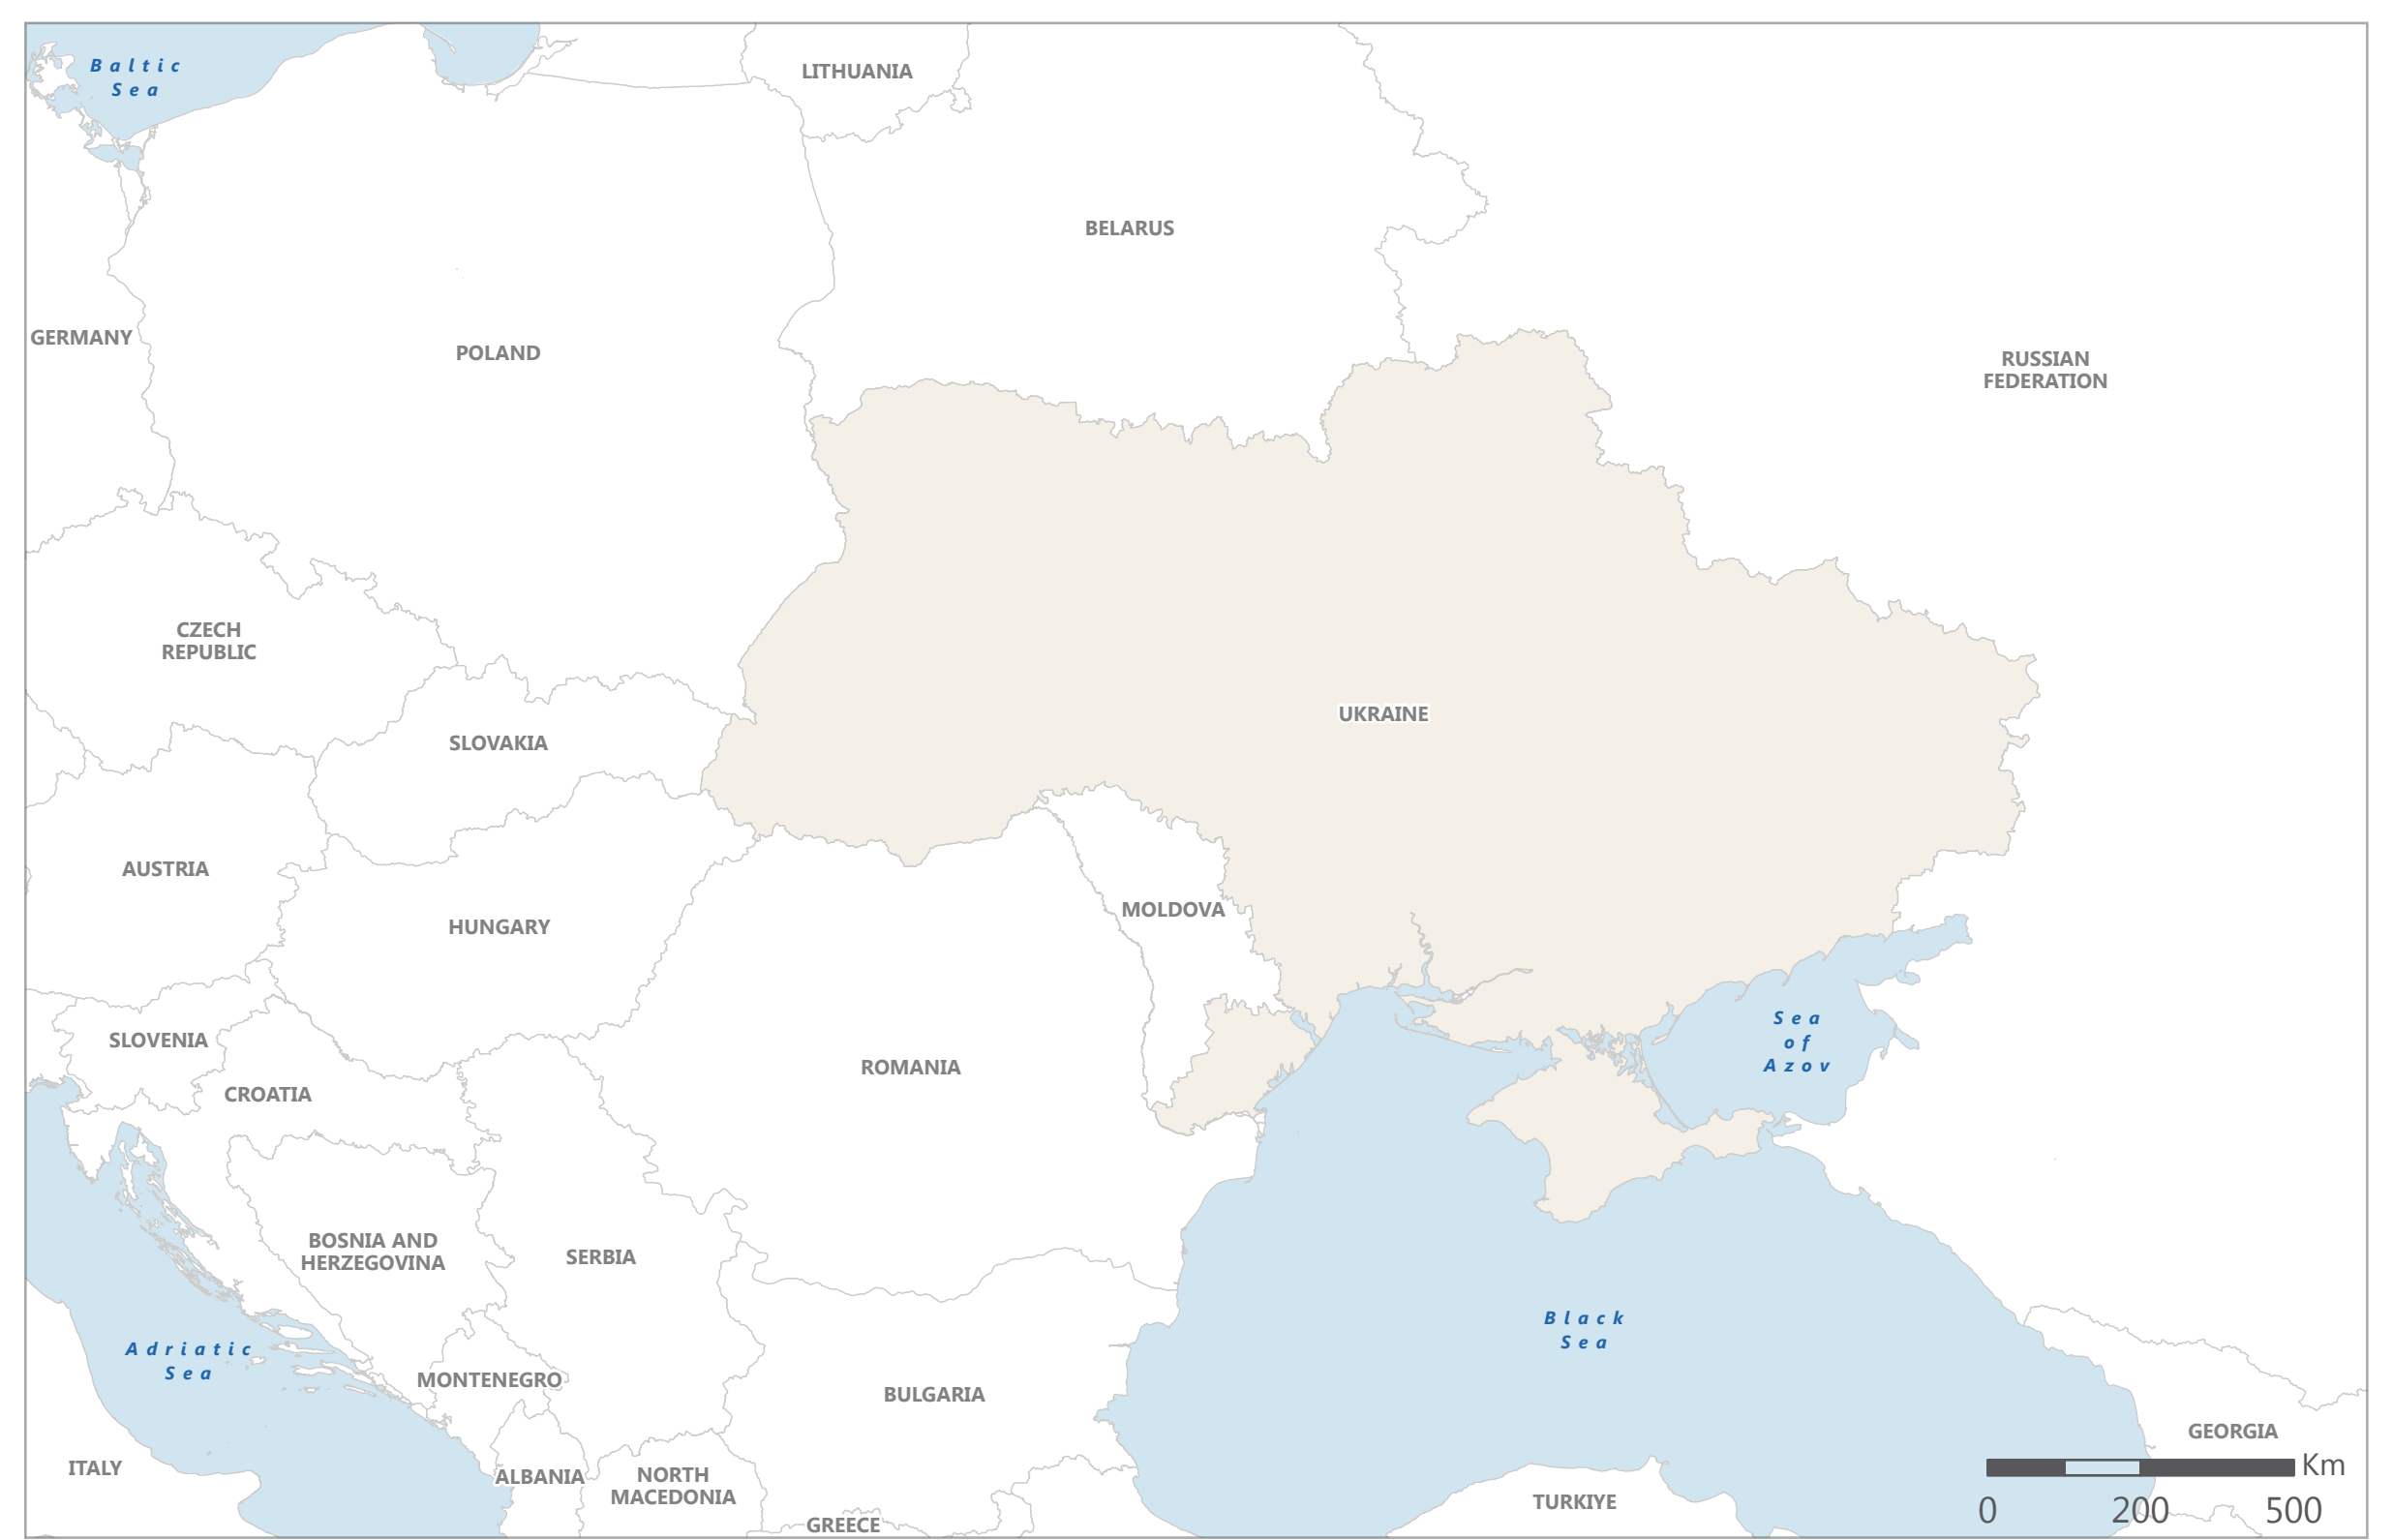 Baltic
Sea
LITHUANIA
BELARUS
GERMANY
POLAND
RUSSIAN
FEDERATION
CZECH
REPUBLIC
UKRAINE
SLOVAKIA
AUSTRIA
HUNGARY
MOLDOVA
SLOVENIA
Sea
of
Azov
ROMANIA
CROATIA
BOSNIA AND
HERZEGOVINA
SERBIA
Black
Sea
Adriatic
Sea
MONTENEGRO
BULGARIA
GEORGIA
ITALY
ALBANIA
NORTH
MACEDONIA
GREECE
TURKIYE
Km
0 200 500